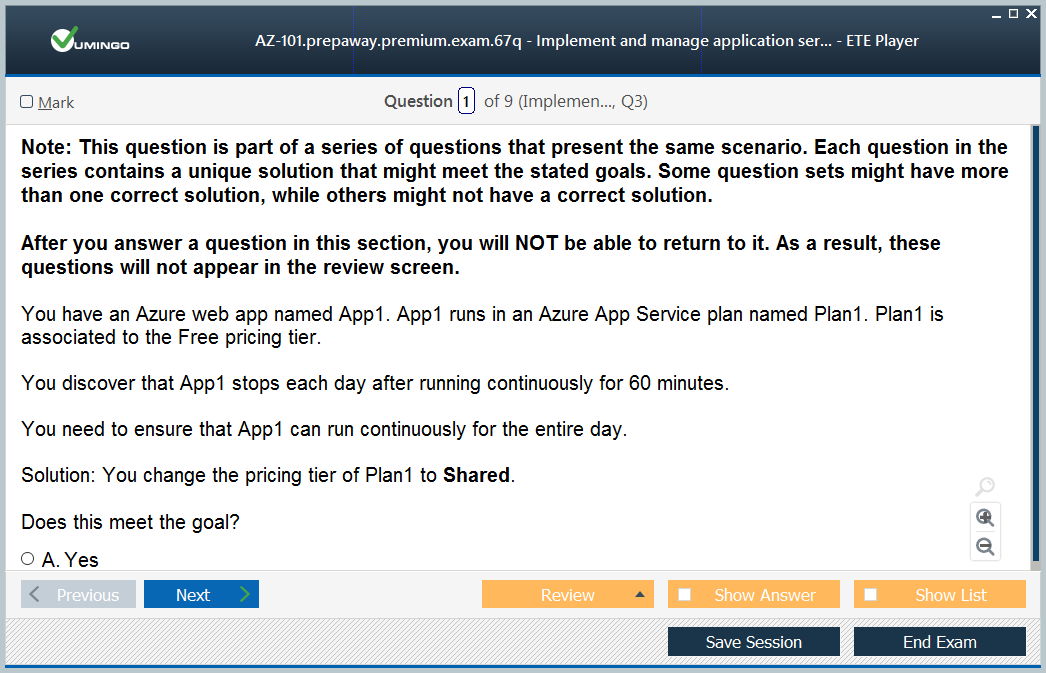 VUMINGO
AZ-101.prepaway.premium.exam.67q - Implement and manage application ser... - ETE Player
Mark
Question 1 of 9 (Implemen..., Q3)
Note: This question is part of a series of questions that present the same scenario. Each question in the
series contains a unique solution that might meet the stated goals. Some question sets might have more
than one correct solution, while others might not have a correct solution.
After you answer a question in this section, you will NOT be able to return to it. As a result, these
questions will not appear in the review screen.
You have an Azure web app named App1. App1 runs in an Azure App Service plan named Plan1. Plan1 is
associated to the Free pricing tier.
You discover that App1 stops each day after running continuously for 60 minutes.
You need to ensure that App1 can run continuously for the entire day.
Solution: You change the pricing tier of Plan1 to Shared.
Does this meet the goal?
A. Yes
Previous
Next
Review
Show Answer
Show List
Save Session
End Exam